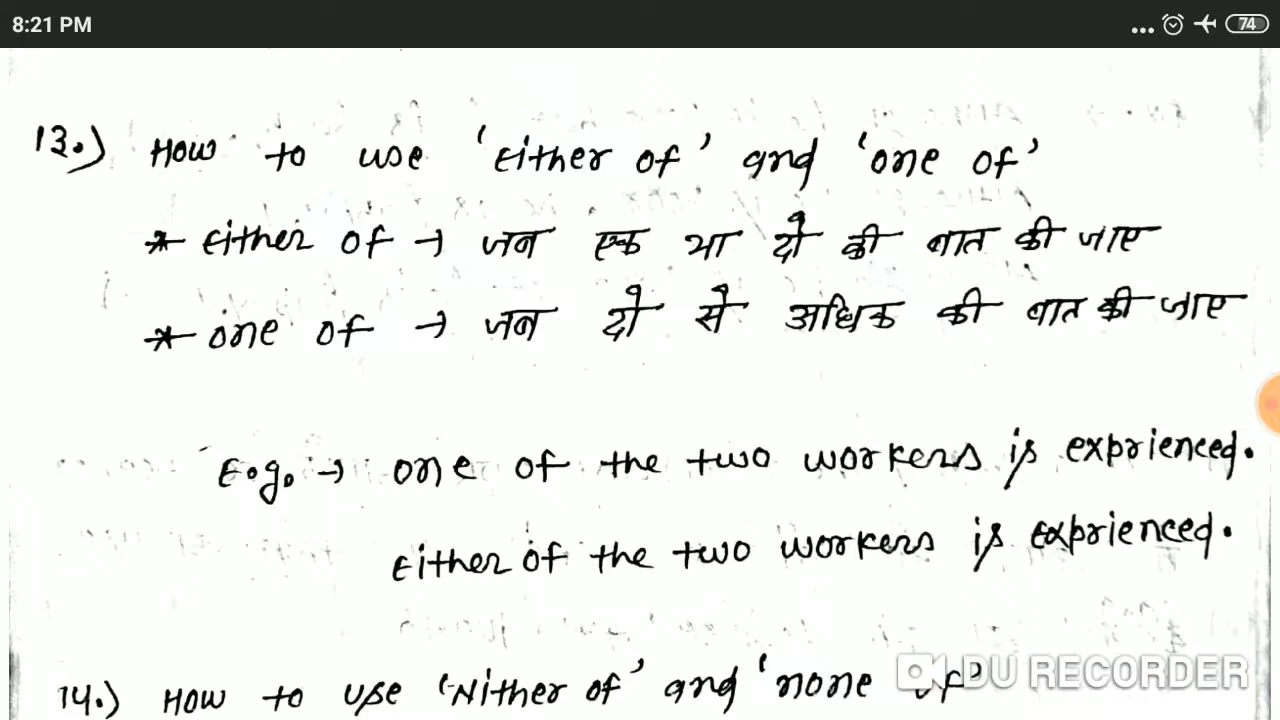 8:21 PM
... 74
13.) How to use 'Either of' and 'one of'
* Either of → जब एक या दो की बात की जाए
* one of → जब दो से अधिक की बात की जाए
E.g. → one of the two workers is exprienced.
Either of the two workers is exprienced.
14.) How to use 'Nither of' and 'none of'
DU RECORDER